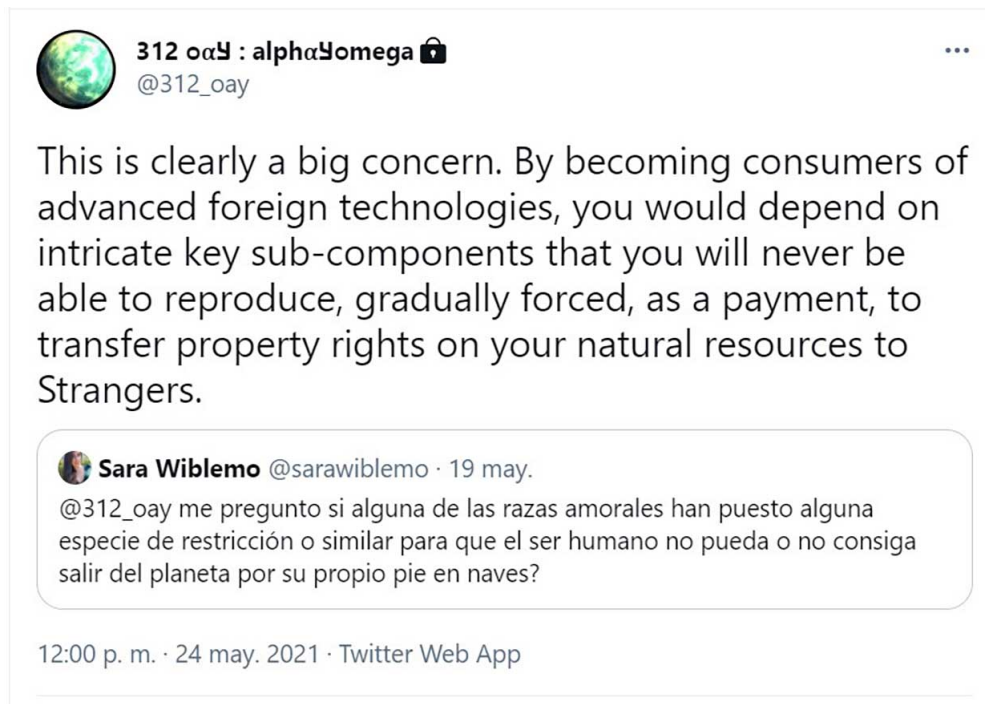 312 oαꓬ : alphαꓬomega 🔒
@312_oay
This is clearly a big concern. By becoming consumers of
advanced foreign technologies, you would depend on
intricate key sub-components that you will never be
able to reproduce, gradually forced, as a payment, to
transfer property rights on your natural resources to
Strangers.
Sara Wiblemo @sarawiblemo · 19 may.
@312_oay me pregunto si alguna de las razas amorales han puesto alguna
especie de restricción o similar para que el ser humano no pueda o no consiga
salir del planeta por su propio pie en naves?
12:00 p. m. · 24 may. 2021 · Twitter Web App